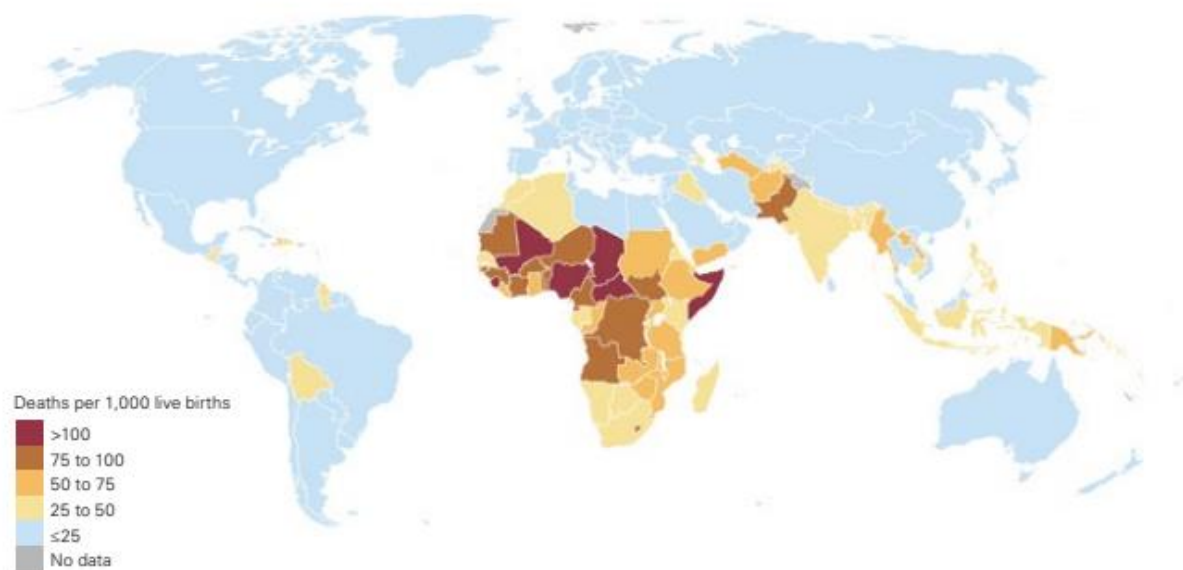 Deaths per 1,000 live births
>100
75 to 100
50 to 75
25 to 50
≤25
No data